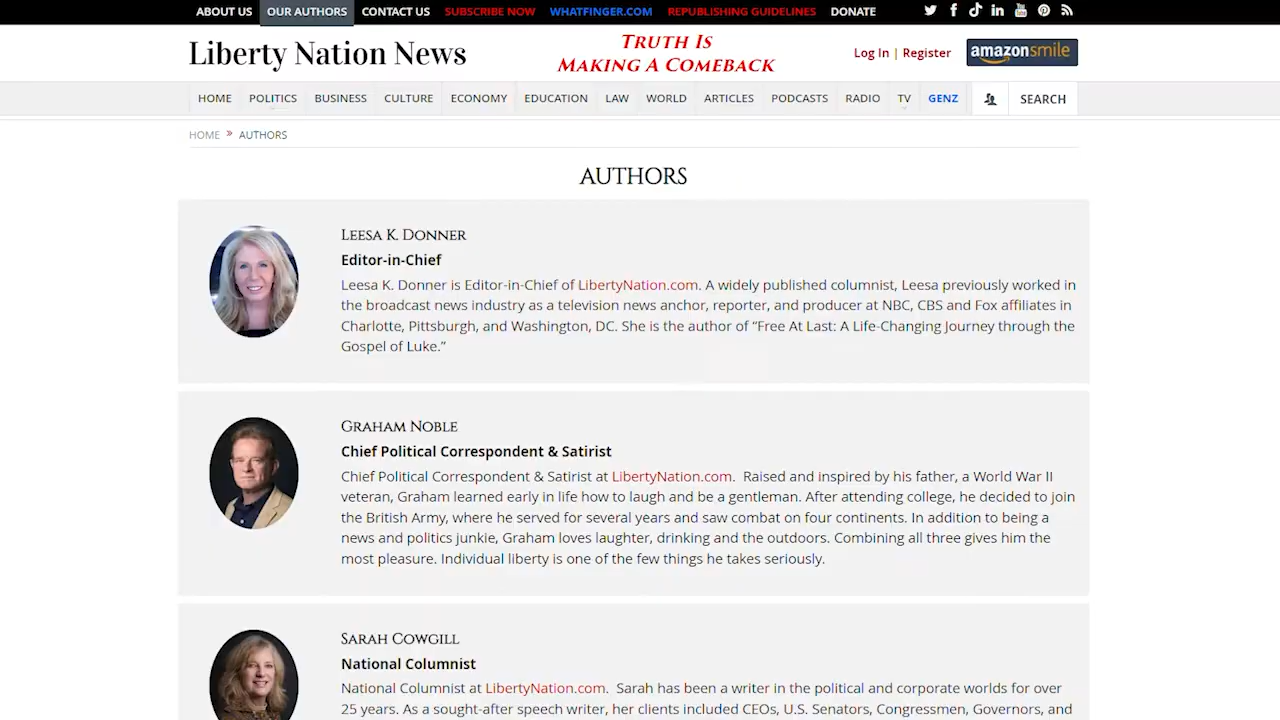 ABOUT US OUR AUTHORS CONTACT US SUBSCRIBE NOW WHATFINGER.COM REPUBLISHING GUIDELINES DONATE
Liberty Nation News
TRUTH IS
MAKING A COMEBACK
Log In | Register
amazonsmile
HOME POLITICS BUSINESS CULTURE ECONOMY EDUCATION LAW WORLD ARTICLES PODCASTS RADIO TV GENZ SEARCH
HOME » AUTHORS
AUTHORS
LEESA K. DONNER
Editor-in-Chief
Leesa K. Donner is Editor-in-Chief of LibertyNation.com. A widely published columnist, Leesa previously worked in
the broadcast news industry as a television news anchor, reporter, and producer at NBC, CBS and Fox affiliates in
Charlotte, Pittsburgh, and Washington, DC. She is the author of “Free At Last: A Life-Changing Journey through the
Gospel of Luke.”
GRAHAM NOBLE
Chief Political Correspondent & Satirist
Chief Political Correspondent & Satirist at LibertyNation.com. Raised and inspired by his father, a World War II
veteran, Graham learned early in life how to laugh and be a gentleman. After attending college, he decided to join
the British Army, where he served for several years and saw combat on four continents. In addition to being a
news and politics junkie, Graham loves laughter, drinking and the outdoors. Combining all three gives him the
most pleasure. Individual liberty is one of the few things he takes seriously.
SARAH COWGILL
National Columnist
National Columnist at LibertyNation.com. Sarah has been a writer in the political and corporate worlds for over
25 years. As a sought-after speech writer, her clients included CEOs, U.S. Senators, Congressmen, Governors, and